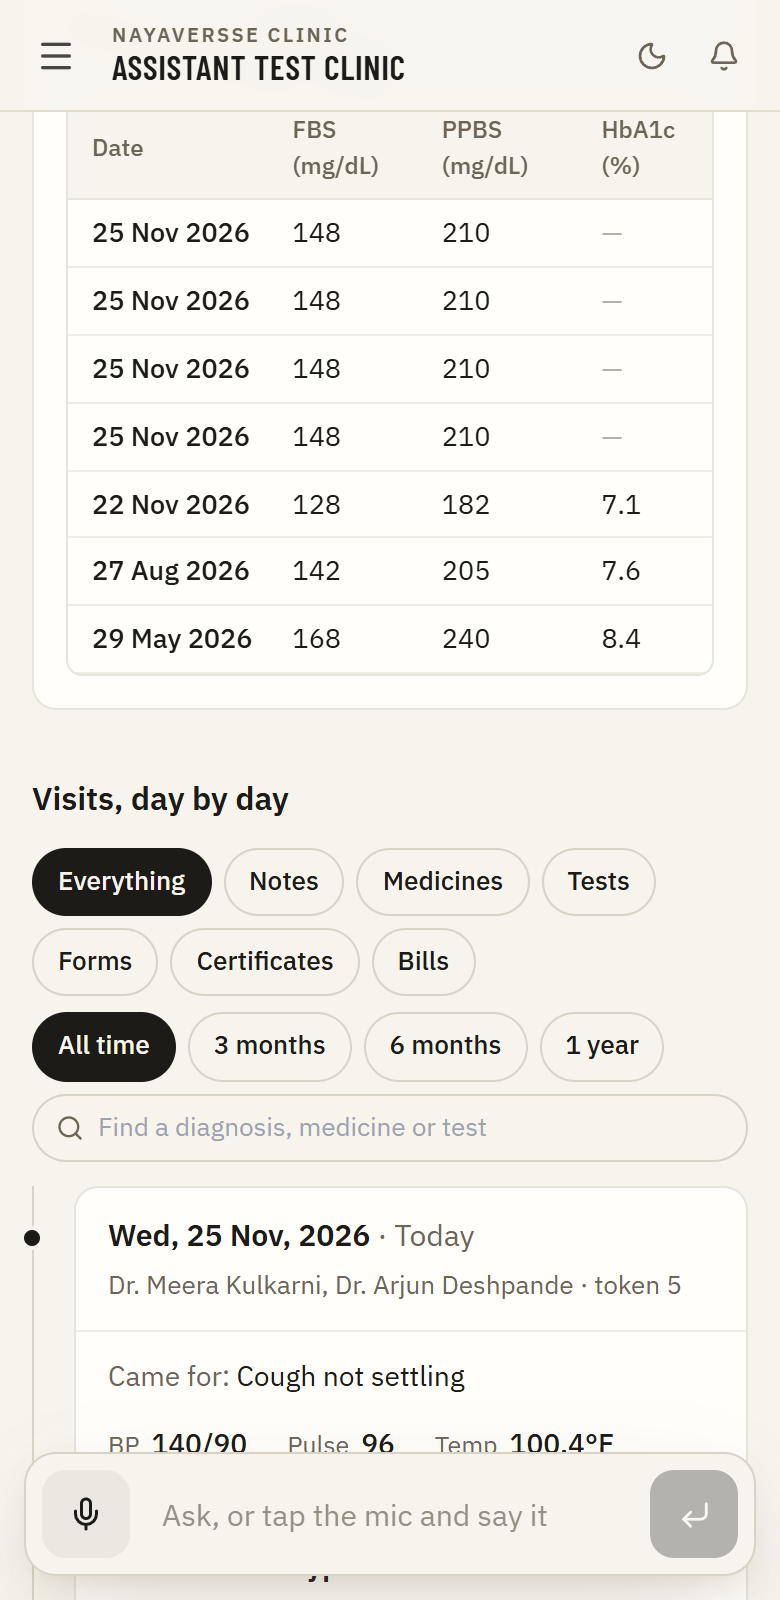 NAYAVERSSE CLINIC
ASSISTANT TEST CLINIC
Date FBS (mg/dL) PPBS (mg/dL) HbA1c (%)
25 Nov 2026 148 210 —
25 Nov 2026 148 210 —
25 Nov 2026 148 210 —
25 Nov 2026 148 210 —
22 Nov 2026 128 182 7.1
27 Aug 2026 142 205 7.6
29 May 2026 168 240 8.4
Visits, day by day
Everything Notes Medicines Tests
Forms Certificates Bills
All time 3 months 6 months 1 year
Find a diagnosis, medicine or test
Wed, 25 Nov, 2026 · Today
Dr. Meera Kulkarni, Dr. Arjun Deshpande · token 5
Came for: Cough not settling
BP 140/90 Pulse 96 Temp 100.4°F
Ask, or tap the mic and say it